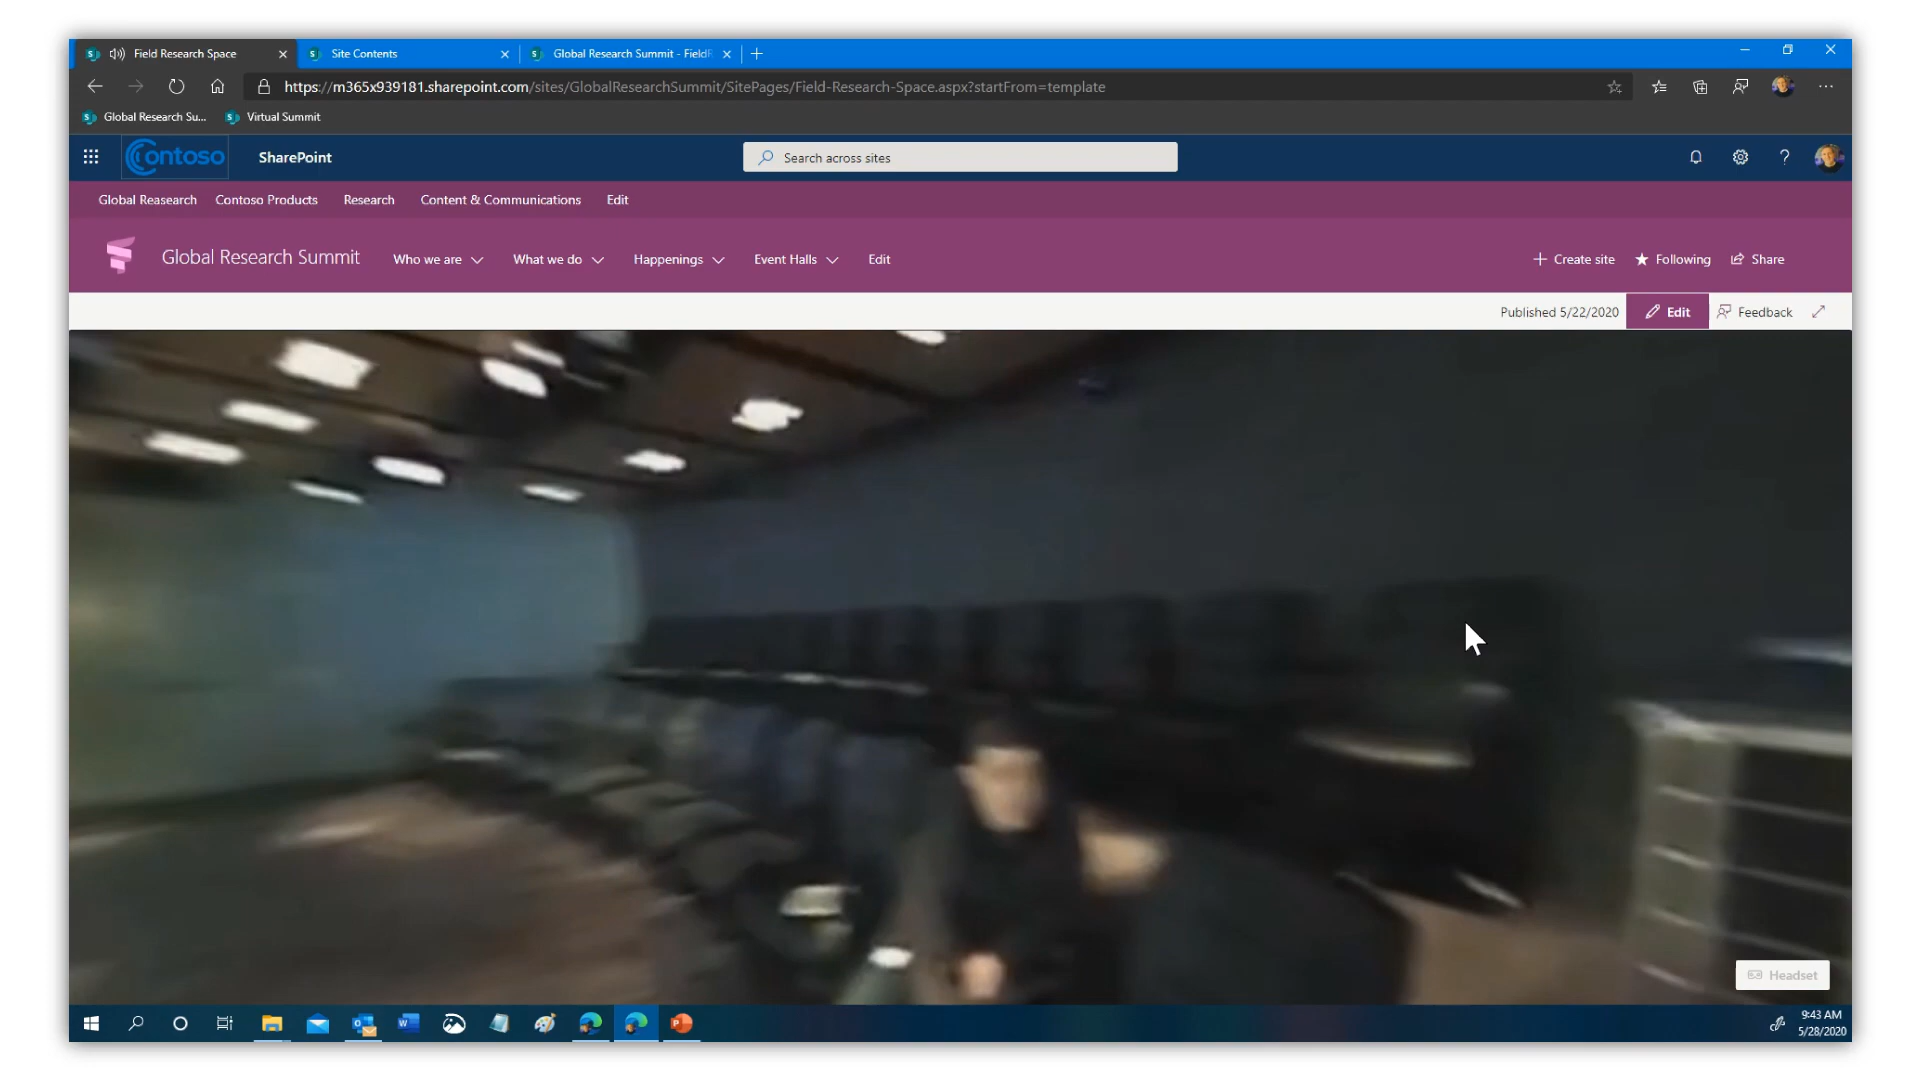 Field Research Space
Site Contents
Global Research Summit - FieldR
https://m365x939181.sharepoint.com/sites/GlobalResearchSummit/SitePages/Field-Research-Space.aspx?startFrom=template
Global Research Su... Virtual Summit
Contoso SharePoint Search across sites
Global Reasearch Contoso Products Research Content & Communications Edit
Global Research Summit Who we are What we do Happenings Event Halls Edit + Create site Following Share
Published 5/22/2020 Edit Feedback
Headset
9:43 AM
5/28/2020